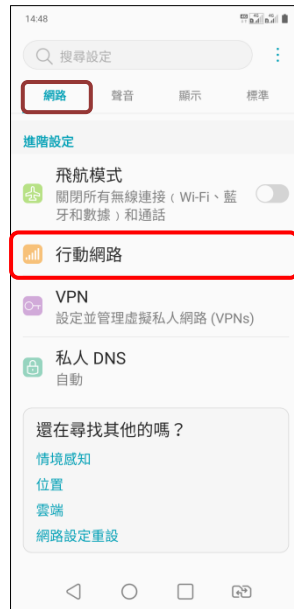 14:48
搜尋設定
網路 聲音 顯示 標準
進階設定
飛航模式
關閉所有無線連接（Wi-Fi、藍
牙和數據）和通話
行動網路
VPN
設定並管理虛擬私人網路 (VPNs)
私人 DNS
自動
還在尋找其他的嗎？
情境感知
位置
雲端
網路設定重設